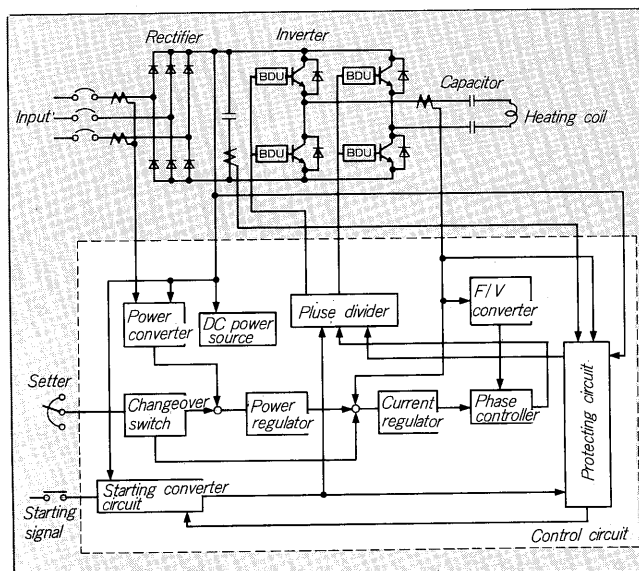 Rectifier
Inverter
BDU
BDU
Capacitor
Input
Heating coil
BDU
BDU
Pluse divider
F/V
converter
Power
converter
DC power
source
Setter
Changeover
switch
Power
regulator
Current
regulator
Phase
controller
Protecting circuit
Starting converter
circuit
Starting
signal
Control circuit